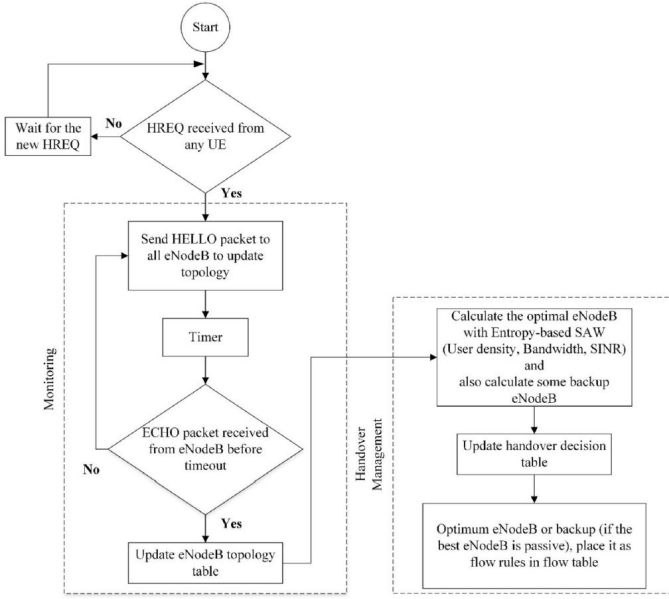 Start
HREQ received from
any UE
No
Wait for the
new HREQ
Yes
Monitoring
Send HELLO packet to
all eNodeB to update
topology
Timer
ECHO packet received
from eNodeB before
timeout
No
Yes
Update eNodeB topology
table
Handover
Management
Calculate the optimal eNodeB
with Entropy-based SAW
(User density, Bandwidth, SINR)
and
also calculate some backup
eNodeB
Update handover decision
table
Optimum eNodeB or backup (if the
best eNodeB is passive), place it as
flow rules in flow table